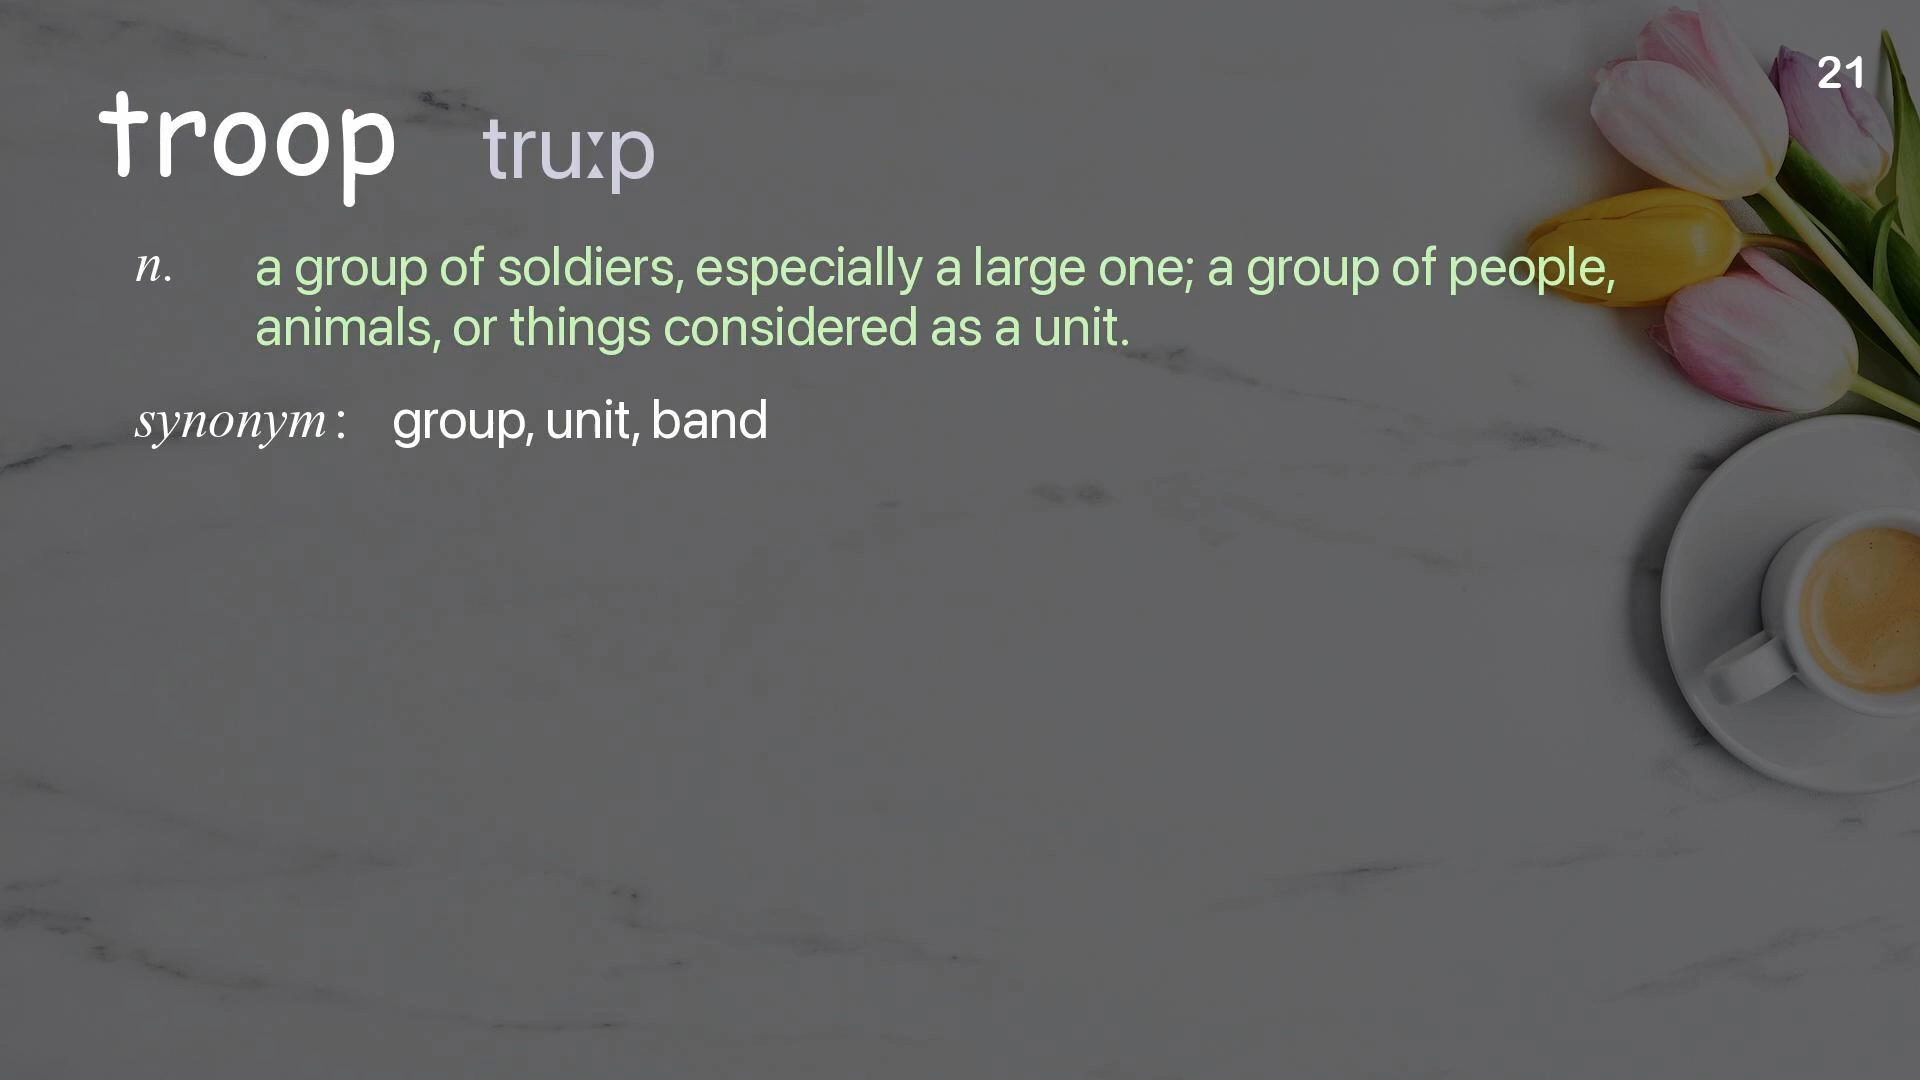 21
troop truːp
n. a group of soldiers, especially a large one; a group of people,
animals, or things considered as a unit.
synonym : group, unit, band